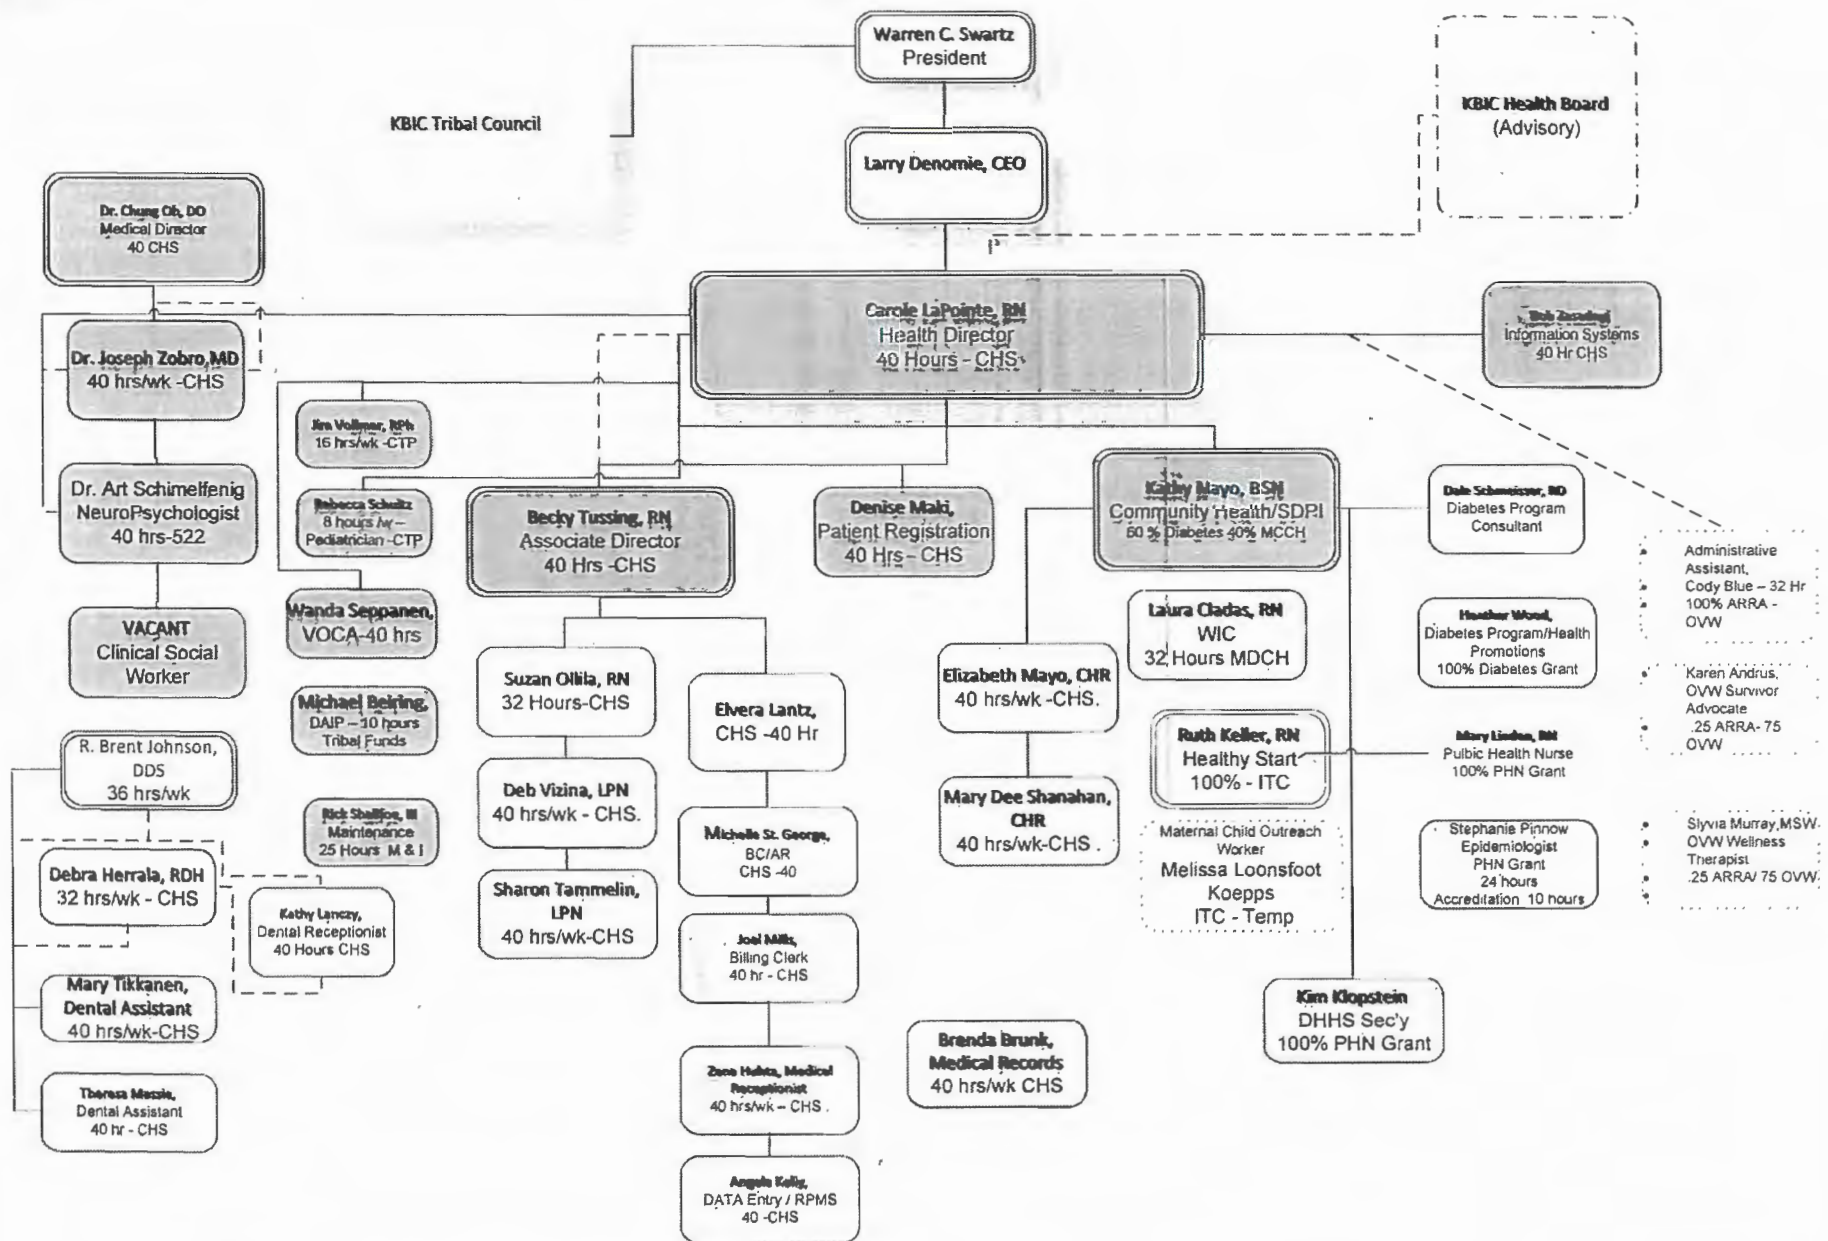 Warren C. Swartz
President
KBIC Tribal Council
KBIC Health Board
(Advisory)
Larry Denomie, CEO
Dr. Chung Oh, DO
Medical Director
40 CHS
Carole LaPointe, RN
Health Director
40 Hours - CHS
Information Systems
40 Hr CHS
Dr. Joseph Zobro, MD
40 hrs/wk -CHS
Jim Vollmar, RPh
16 hrs/wk -CTP
Dr. Art Schimelfenig
NeuroPsychologist
40 hrs-522
Rebecca Schultz
8 hours /w –
Pediatrician -CTP
Becky Tussing, RN
Associate Director
40 Hrs -CHS
Denise Maki,
Patient Registration
40 Hrs – CHS
Kathy Mayo, BSN
Community Health/SDPI
60 % Diabetes 40% MCCH
Diabetes Program
Consultant
Administrative
Assistant,
Cody Blue – 32 Hr
100% ARRA -
OVW
VACANT
Clinical Social
Worker
Wanda Seppanen,
VOCA-40 hrs
Suzan Ollila, RN
32 Hours-CHS
Elvera Lantz,
CHS -40 Hr
Elizabeth Mayo, CHR
40 hrs/wk -CHS.
Laura Cladas, RN
WIC
32 Hours MDCH
Heather Wood,
Diabetes Program/Health
Promotions
100% Diabetes Grant
Karen Andrus,
OVW Survivor
Advocate
.25 ARRA- 75
OVW
Michael Beiring,
DAIP – 10 hours
Tribal Funds
R. Brent Johnson,
DDS
36 hrs/wk
Deb Vizina, LPN
40 hrs/wk - CHS.
Mary Dee Shanahan,
CHR
40 hrs/wk-CHS .
Ruth Keller, RN
Healthy Start
100% - ITC
Mary Linden, RN
Pulbic Health Nurse
100% PHN Grant
Maintenance
25 Hours M & I
Michelle St. George,
BC/AR
CHS -40
Maternal Child Outreach
Worker
Melissa Loonsfoot
Koepps
ITC - Temp
Stephanie Pinnow
Epidemiologist
PHN Grant
24 hours
Accreditation 10 hours
Slyvia Murray,MSW-
OVW Wellness
Therapist
.25 ARRA/ 75 OVW
Debra Herrala, RDH
32 hrs/wk - CHS
Kathy Lanczy,
Dental Receptionist
40 Hours CHS
Sharon Tammelin,
LPN
40 hrs/wk-CHS
Joel Mills,
Billing Clerk
40 hr - CHS
Mary Tikkanen,
Dental Assistant
40 hrs/wk-CHS
Kim Klopstein
DHHS Sec'y
100% PHN Grant
Brenda Brunk,
Medical Records
40 hrs/wk CHS
Zena Huhta, Medical
Receptionist
40 hrs/wk – CHS .
Theresa Massie,
Dental Assistant
40 hr - CHS
Angela Kelly,
DATA Entry / RPMS
40 -CHS